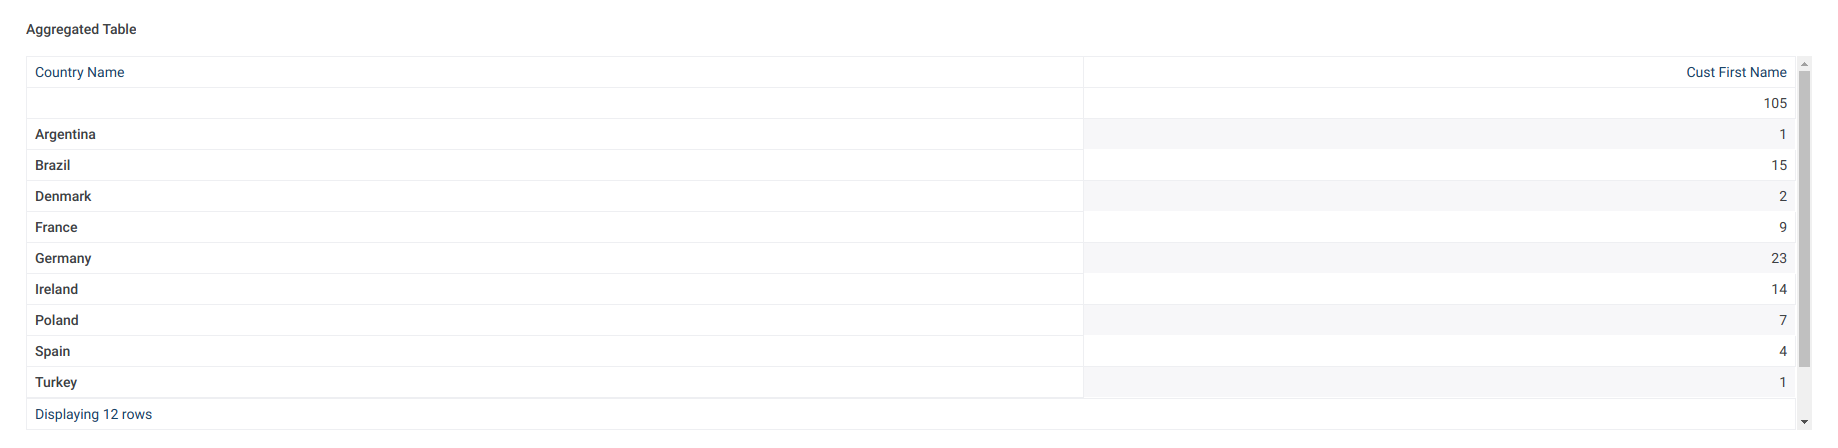 Aggregated Table
Country Name Cust First Name
105
Argentina 1
Brazil 15
Denmark 2
France 9
Germany 23
Ireland 14
Poland 7
Spain 4
Turkey 1
Displaying 12 rows